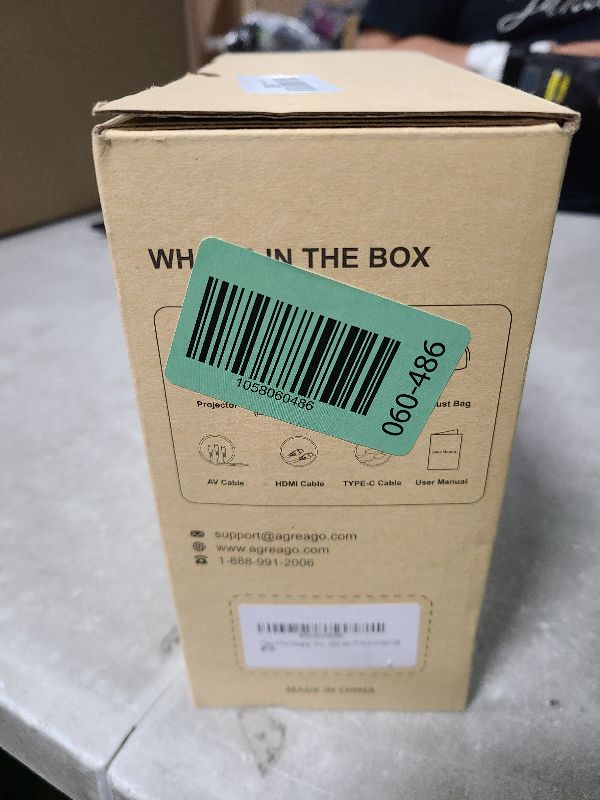 WH IN THE BOX
1058060486
060-486
Projector
ust Bag
AV Cable HDMI Cable TYPE-C Cable User Manual
support@agreago.com
www.agreago.com
1-888-991-2006
MADE IN CHINA